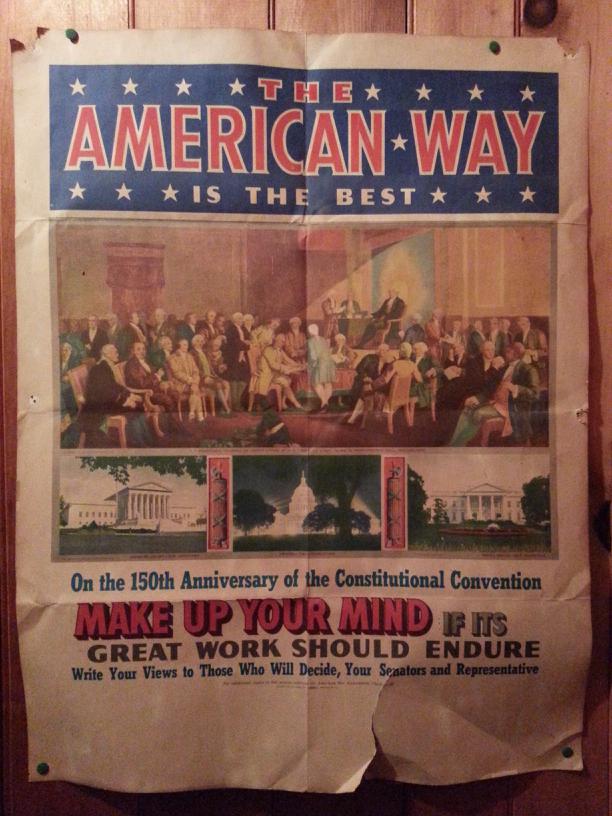 THE
AMERICAN WAY
IS THE BEST
On the 150th Anniversary of the Constitutional Convention
MAKE UP YOUR MIND IF ITS
GREAT WORK SHOULD ENDURE
Write Your Views to Those Who Will Decide, Your Senators and Representative